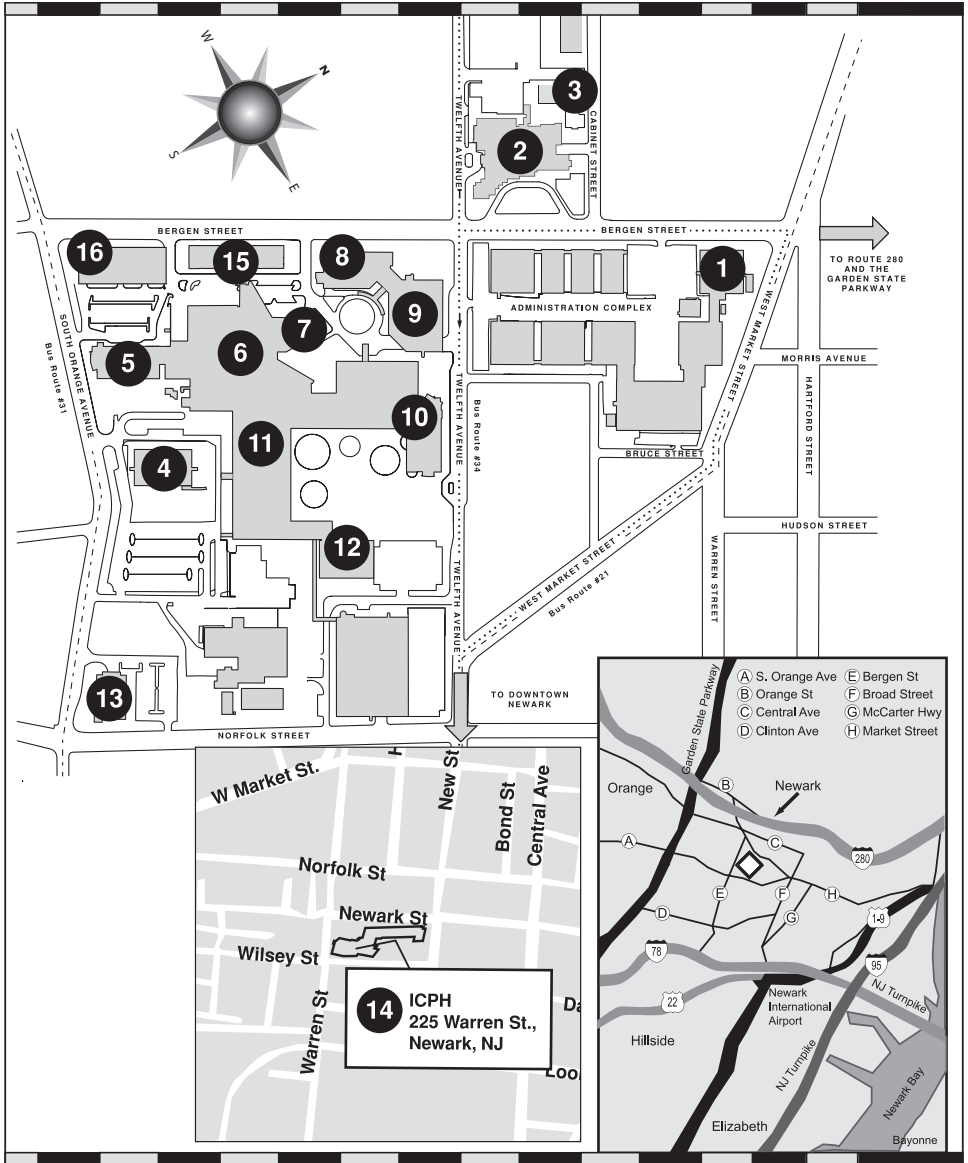 W
N
S
E
TWELFTH AVENUE
CABINET STREET
3
2
BERGEN STREET
BERGEN STREET
16
15
8
1
TO ROUTE 280
AND THE
GARDEN STATE
PARKWAY
7
9
ADMINISTRATION COMPLEX
WEST MARKET STREET
SOUTH ORANGE AVENUE
Bus Route #31
5
6
MORRIS AVENUE
HARTFORD STREET
TWELFTH AVENUE
Bus Route #34
10
11
4
BRUCE STREET
HUDSON STREET
12
WEST MARKET STREET
Bus Route #21
WARREN STREET
TWELFTH AVENUE
13
TO DOWNTOWN
NEWARK
NORFOLK STREET
W Market St.
H
New St
Bond St
Central Ave
Norfolk St
Newark St
Wilsey St
Warren St
14
ICPH
225 Warren St.,
Newark, NJ
Da
Loo
A S. Orange Ave
B Orange St
C Central Ave
D Clinton Ave
E Bergen St
F Broad Street
G McCarter Hwy
H Market Street
Garden State Parkway
Orange
B
Newark
A
C
280
E
F
H
D
G
1-9
78
95
22
NJ Turnpike
Newark
International
Airport
Hillside
NJ Turnpike
Newark Bay
Elizabeth
Bayonne